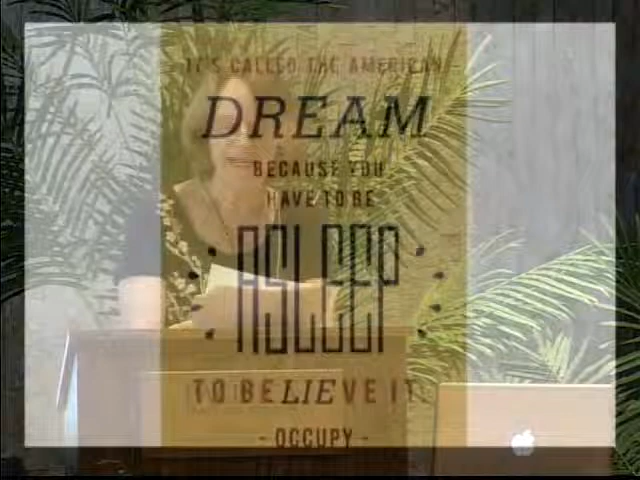 IT'S CALLED THE AMERICAN
DREAM
BECAUSE YOU
HAVE TO BE
ASLEEP
TO BELIEVE IT
- OCCUPY -